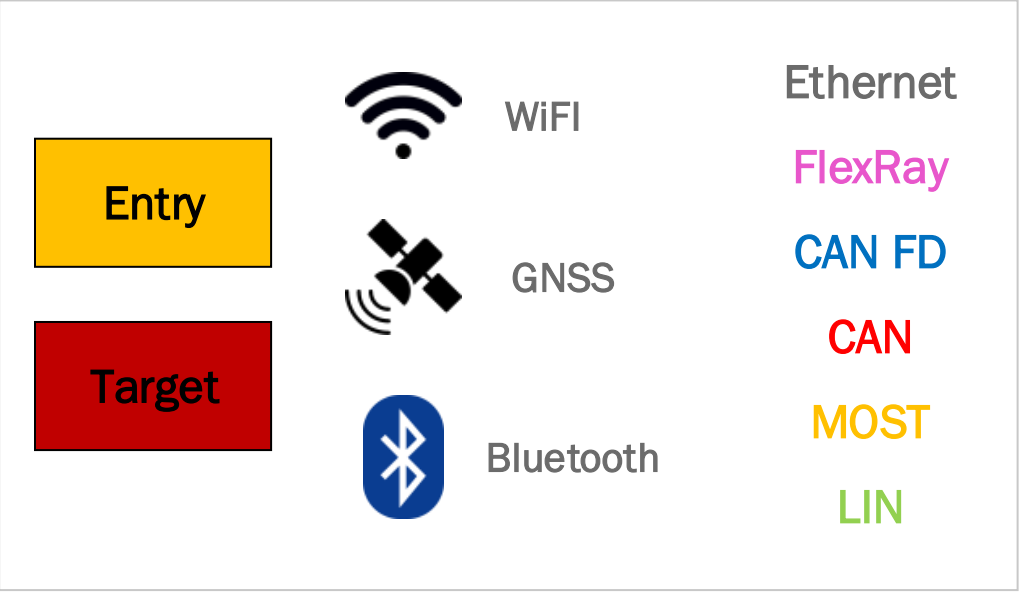 Entry
Target
WiFI
GNSS
Bluetooth
Ethernet
FlexRay
CAN FD
CAN
MOST
LIN